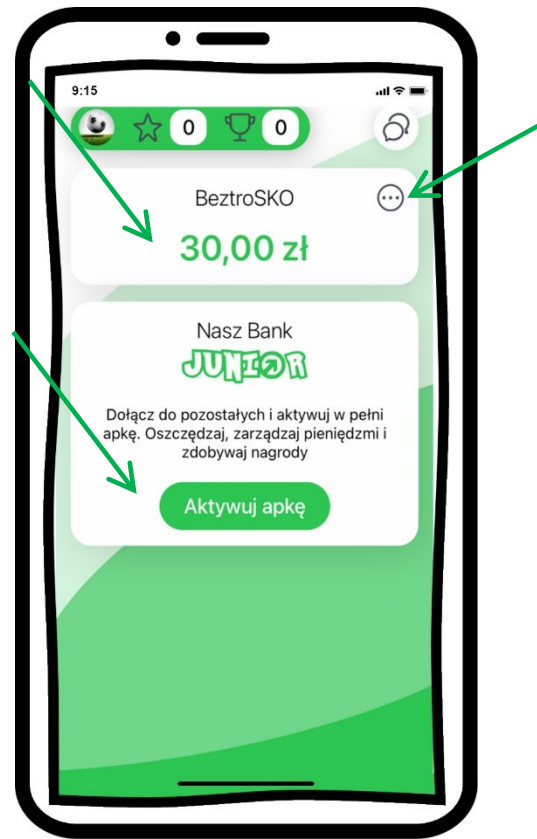 9:15
0 0
BeztroSKO
30,00 zł
Nasz Bank
JUNIOR
Dołącz do pozostałych i aktywuj w pełni
apkę. Oszczędzaj, zarządzaj pieniędzmi i
zdobywaj nagrody
Aktywuj apkę